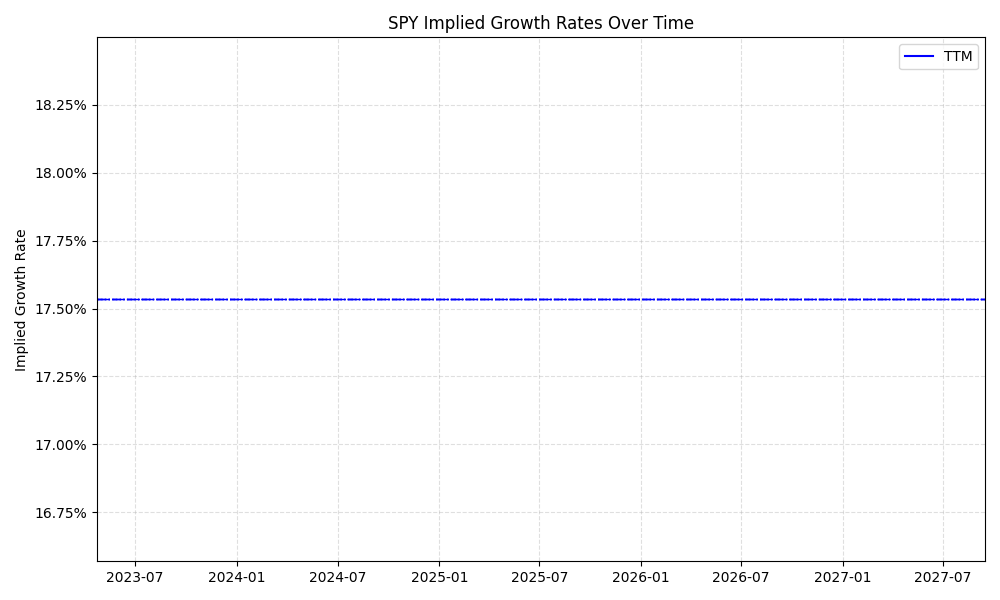 SPY Implied Growth Rates Over Time
TTM
Implied Growth Rate
18.25%
18.00%
17.75%
17.50%
17.25%
17.00%
16.75%
2023-07 2024-01 2024-07 2025-01 2025-07 2026-01 2026-07 2027-01 2027-07